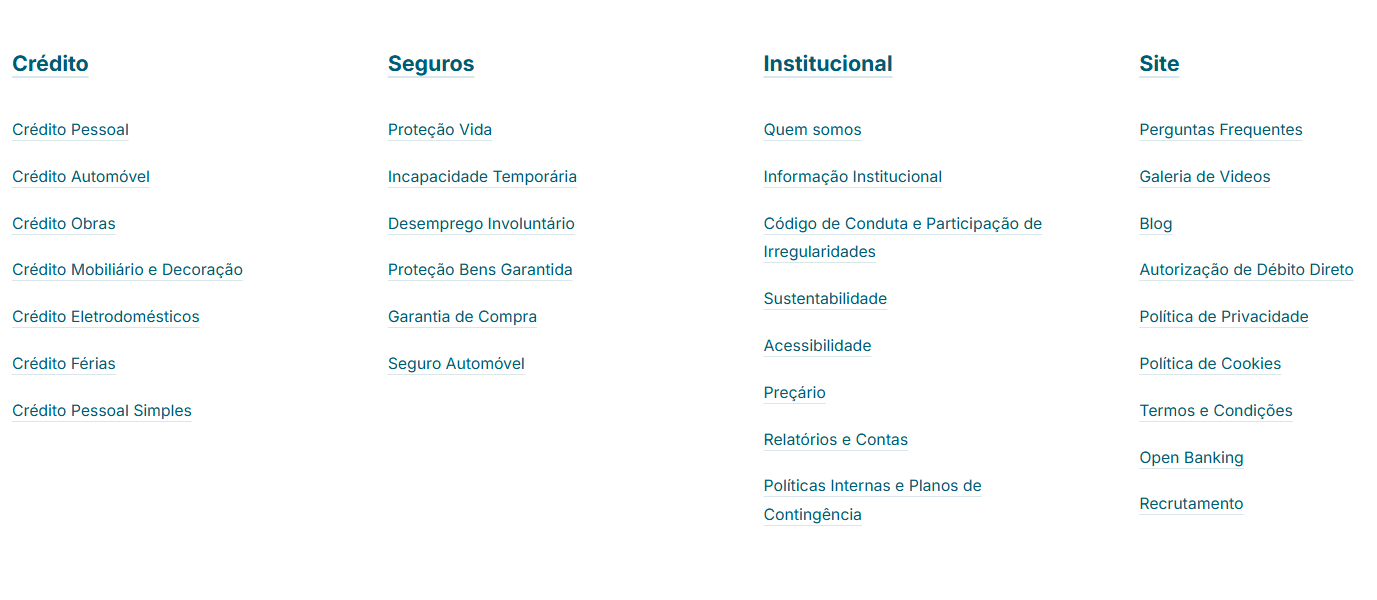 Crédito
Crédito Pessoal
Crédito Automóvel
Crédito Obras
Crédito Mobiliário e Decoração
Crédito Eletrodomésticos
Crédito Férias
Crédito Pessoal Simples
Seguros
Proteção Vida
Incapacidade Temporária
Desemprego Involuntário
Proteção Bens Garantida
Garantia de Compra
Seguro Automóvel
Institucional
Quem somos
Informação Institucional
Código de Conduta e Participação de
Irregularidades
Sustentabilidade
Acessibilidade
Preçário
Relatórios e Contas
Políticas Internas e Planos de
Contingência
Site
Perguntas Frequentes
Galeria de Videos
Blog
Autorização de Débito Direto
Política de Privacidade
Política de Cookies
Termos e Condições
Open Banking
Recrutamento